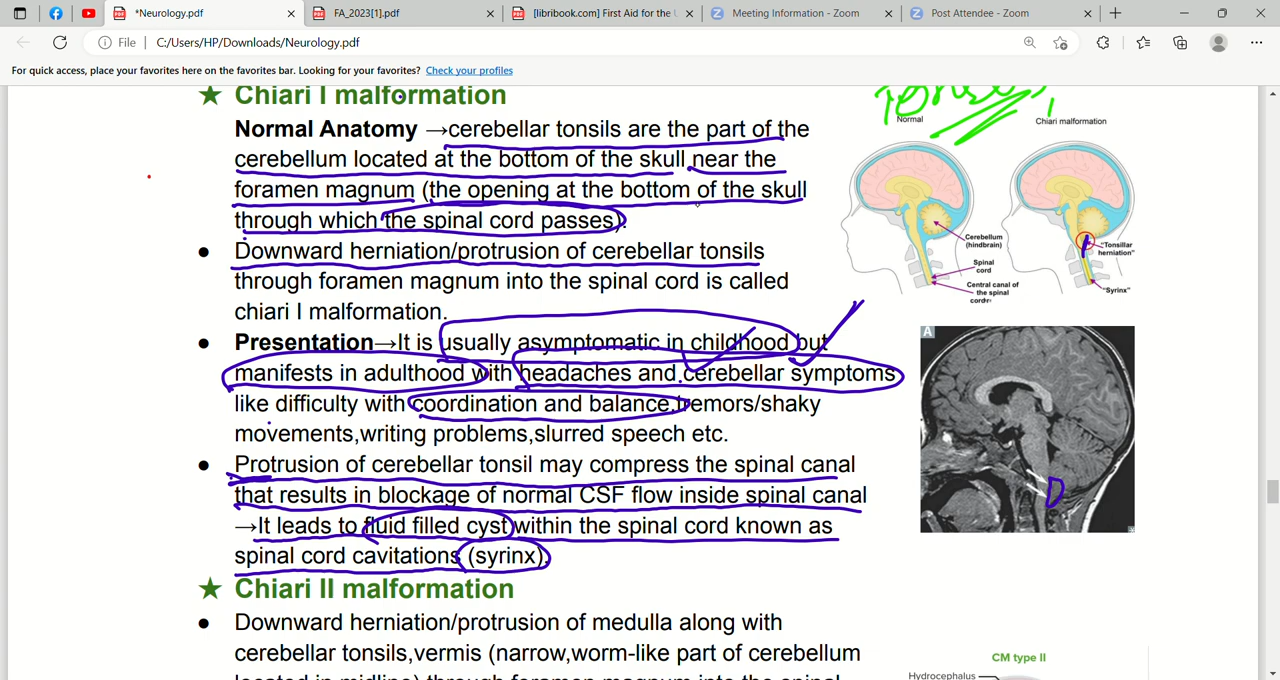 *Neurology.pdf
FA_2023[1].pdf
[libribook.com] First Aid for the U
Meeting Information - Zoom
Post Attendee - Zoom
File
C:/Users/HP/Downloads/Neurology.pdf
For quick access, place your favorites here on the favorites bar. Looking for your favorites? Check your profiles
★ Chiari I malformation
Normal Anatomy →cerebellar tonsils are the part of the
cerebellum located at the bottom of the skull near the
foramen magnum (the opening at the bottom of the skull
through which the spinal cord passes).
● Downward herniation/protrusion of cerebellar tonsils
through foramen magnum into the spinal cord is called
chiari I malformation.
● Presentation→It is usually asymptomatic in childhood but
manifests in adulthood with headaches and cerebellar symptoms
like difficulty with coordination and balance,tremors/shaky
movements,writing problems,slurred speech etc.
● Protrusion of cerebellar tonsil may compress the spinal canal
that results in blockage of normal CSF flow inside spinal canal
→It leads to fluid filled cyst within the spinal cord known as
spinal cord cavitations (syrinx).
★ Chiari II malformation
● Downward herniation/protrusion of medulla along with
cerebellar tonsils,vermis (narrow,worm-like part of cerebellum
located in midline) through foramen magnum into the spinal
Normal
Chiari malformation
Cerebellum
(hindbrain)
Spinal
cord
Central canal of
the spinal
cord
"Tonsillar
herniation"
"Syrinx"
A
CM type II
Hydrocephalus